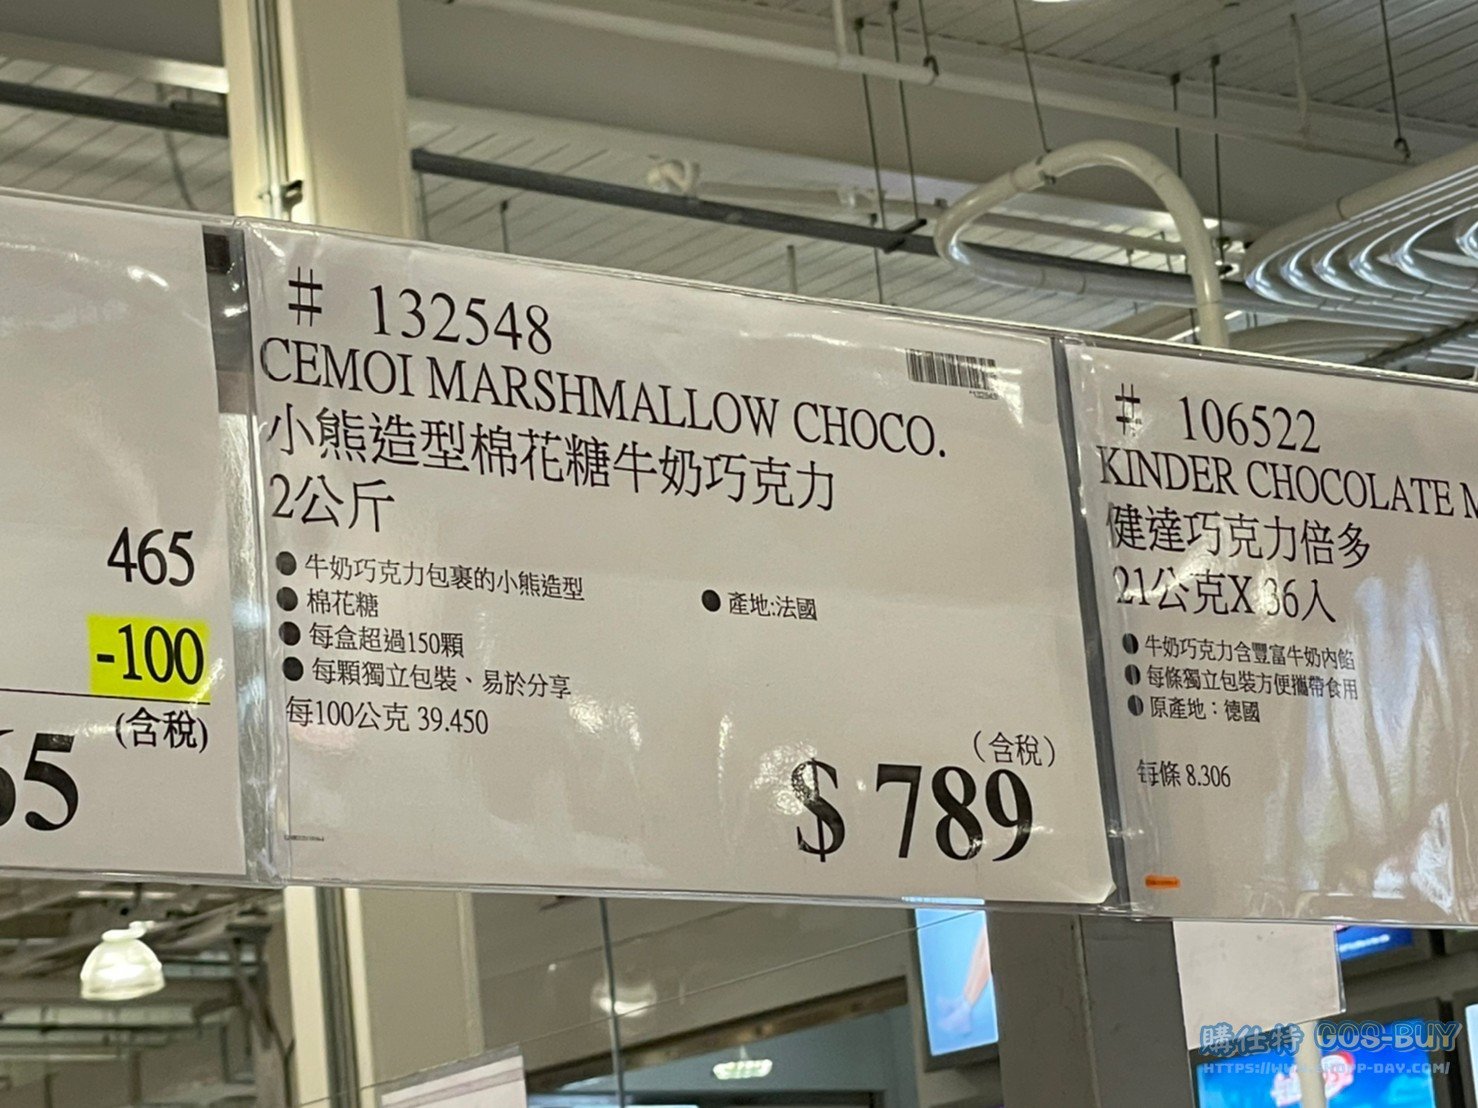 465
-100
(含稅)
65
# 132548
CEMOI MARSHMALLOW CHOCO.
小熊造型棉花糖牛奶巧克力
2公斤
● 牛奶巧克力包裹的小熊造型
● 棉花糖
● 每盒超過150顆
● 每顆獨立包裝、易於分享
● 產地:法國
每100公克 39.450
(含稅)
$ 789
# 106522
KINDER CHOCOLATE M
健達巧克力倍多
21公克X 36入
● 牛奶巧克力含豐富牛奶內餡
● 每條獨立包裝方便攜帶食用
● 原產地：德國
每條 8.306
購仕特 GOS-BUY